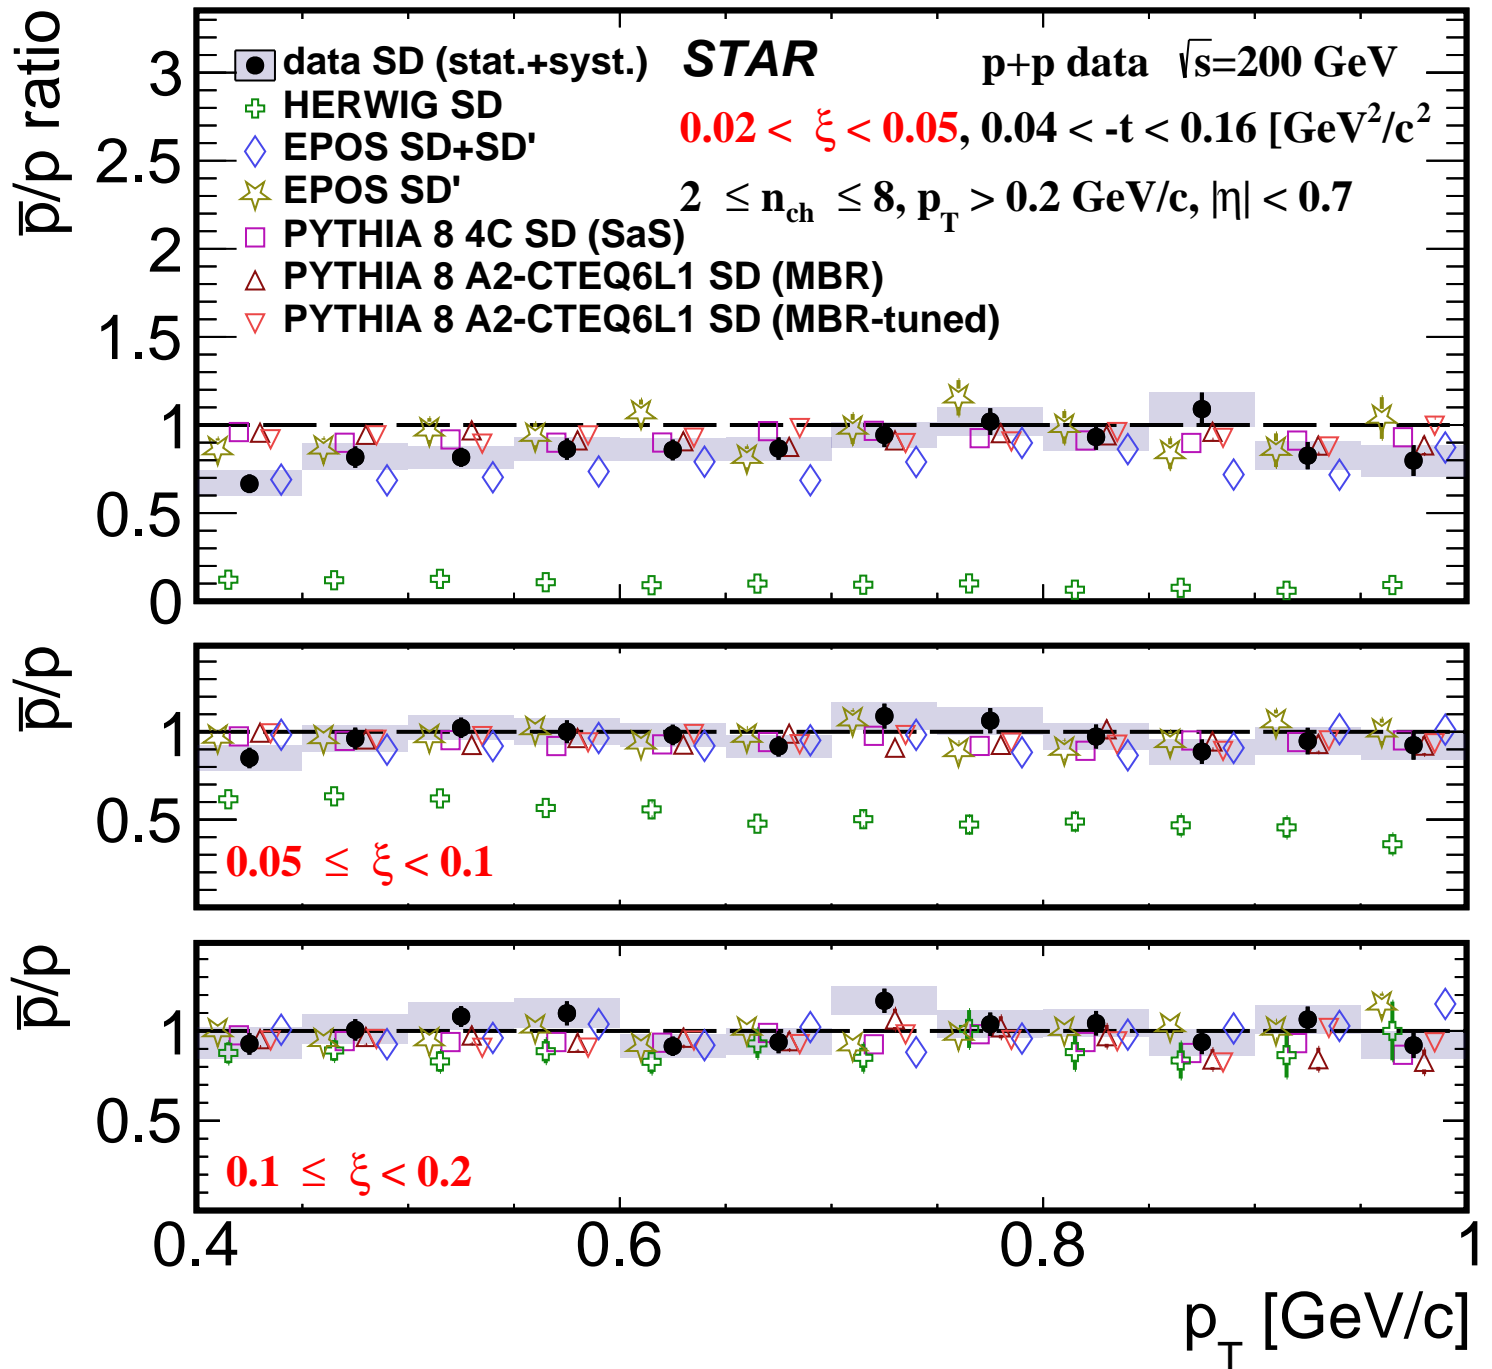 p̅/p ratio
3
2.5
2
1.5
1
0.5
0
data SD (stat.+syst.)
HERWIG SD
EPOS SD+SD'
EPOS SD'
PYTHIA 8 4C SD (SaS)
PYTHIA 8 A2-CTEQ6L1 SD (MBR)
PYTHIA 8 A2-CTEQ6L1 SD (MBR-tuned)
STAR p+p data √s=200 GeV
0.02 < ξ < 0.05, 0.04 < -t < 0.16 [GeV²/c²
2 ≤ n_ch ≤ 8, p_T > 0.2 GeV/c, |η| < 0.7
p̅/p
1
0.5
0.05 ≤ ξ < 0.1
p̅/p
1
0.5
0.1 ≤ ξ < 0.2
0.4 0.6 0.8 1
p_T [GeV/c]